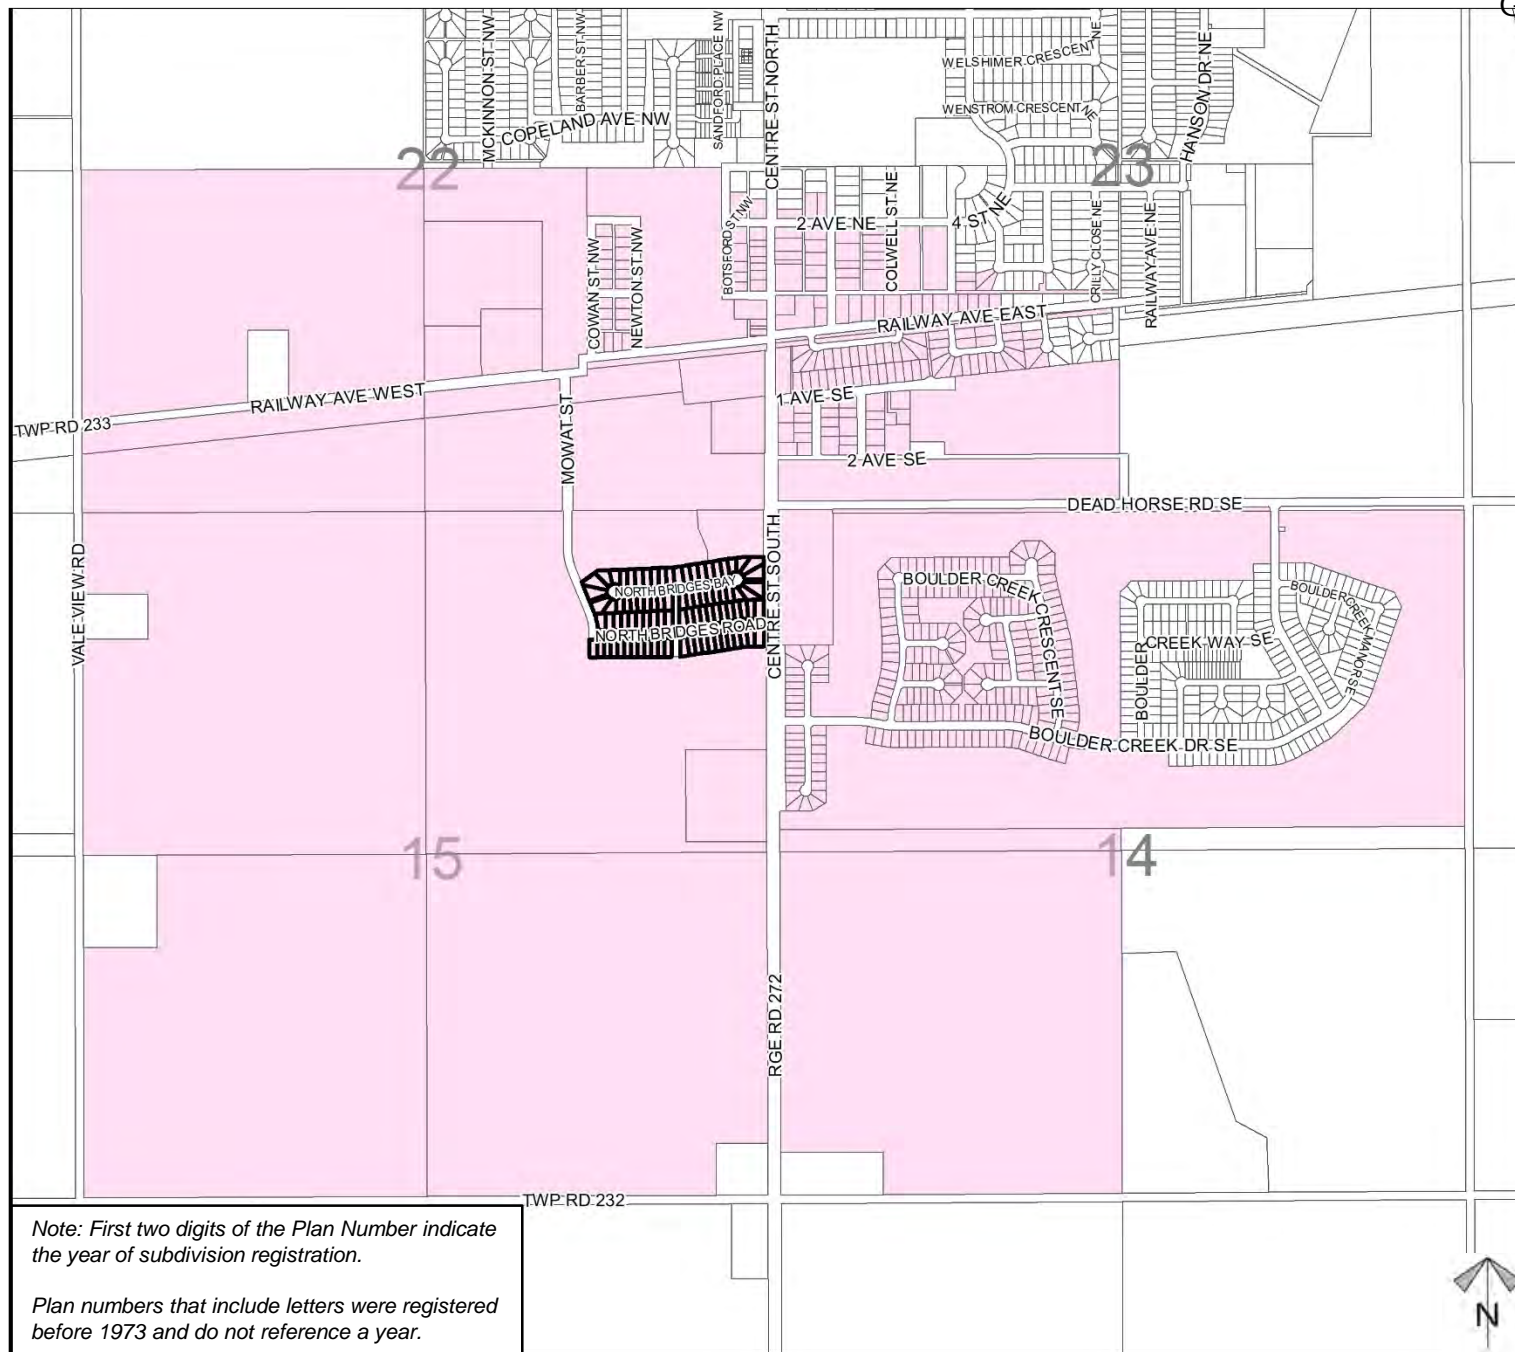 MCKINNON ST NW
BARBER ST NW
SANDFORD PLACE NW
CENTRE ST NORTH
WELSHIMER CRESCENT NE
WENSTROM CRESCENT NE
HANSON DR NE
COPELAND AVE NW
22
23
BOTSFORD ST NW
2 AVE NE
COLWELL ST NE
4 ST NE
CRIELY CLOSE NE
RAILWAY AVE NE
COWAN ST NW
NEWTON ST NW
RAILWAY AVE EAST
RAILWAY AVE WEST
TWP RD 233
MOWAT ST
1 AVE SE
2 AVE SE
DEAD HORSE RD SE
VALE VIEW RD
CENTRE ST SOUTH
NORTH BRIDGES BAY
NORTH BRIDGES ROAD
BOULDER CREEK CRESCENT SE
BOULDER CREEK WAY SE
BOULDER CREEK MANOR SE
BOULDER CREEK DR SE
15
14
RGE RD 272
TWP RD 232
Note: First two digits of the Plan Number indicate
the year of subdivision registration.
Plan numbers that include letters were registered
before 1973 and do not reference a year.
N